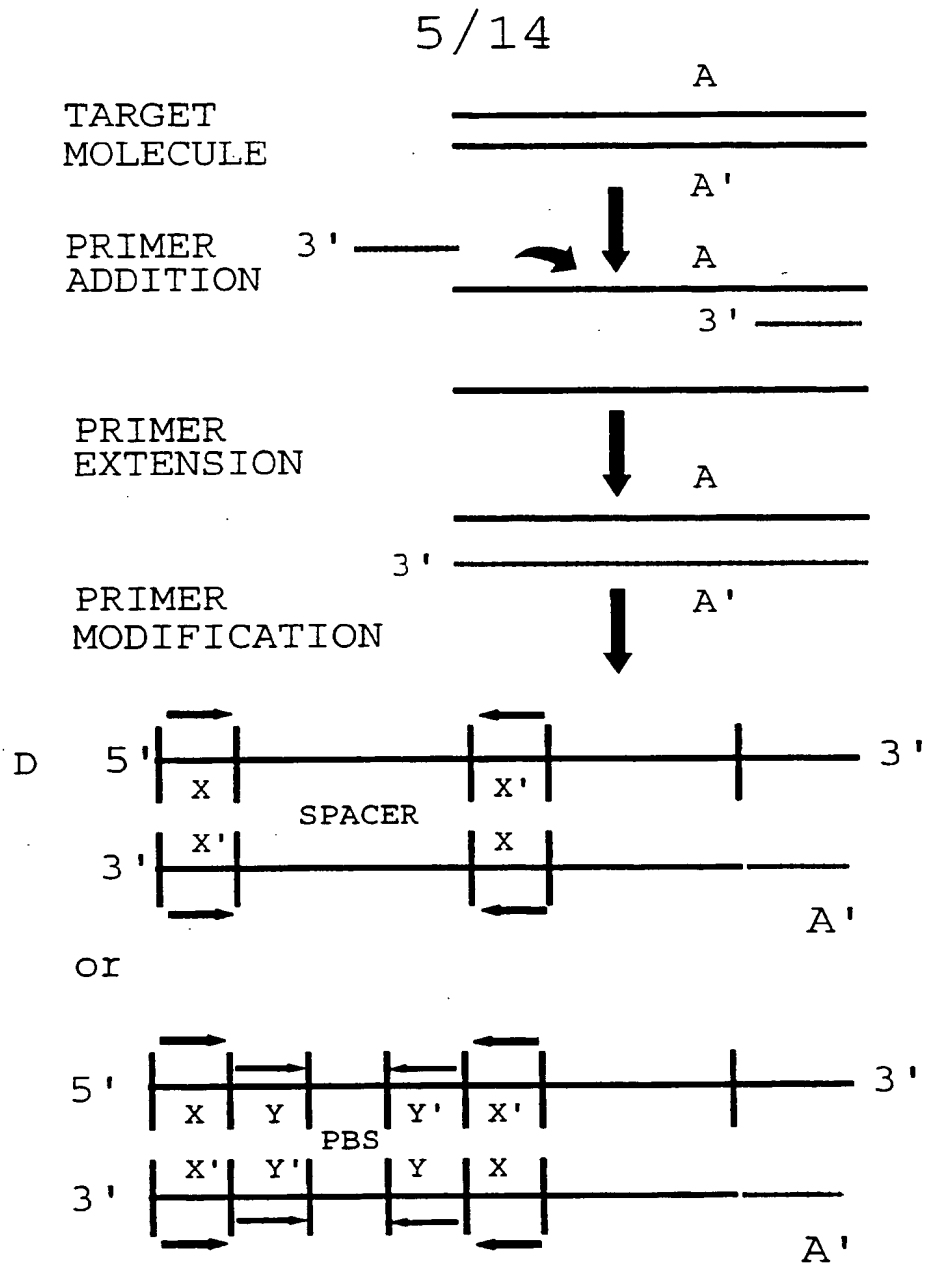 5/14
A
TARGET
MOLECULE
A'
PRIMER 3'
ADDITION
A
3'
PRIMER
EXTENSION
A
3'
PRIMER
MODIFICATION
A'
D 5' 3'
X X'
SPACER
X' X
3'
A'
or
5' 3'
X Y Y' X'
PBS
X' Y' Y X
3'
A'